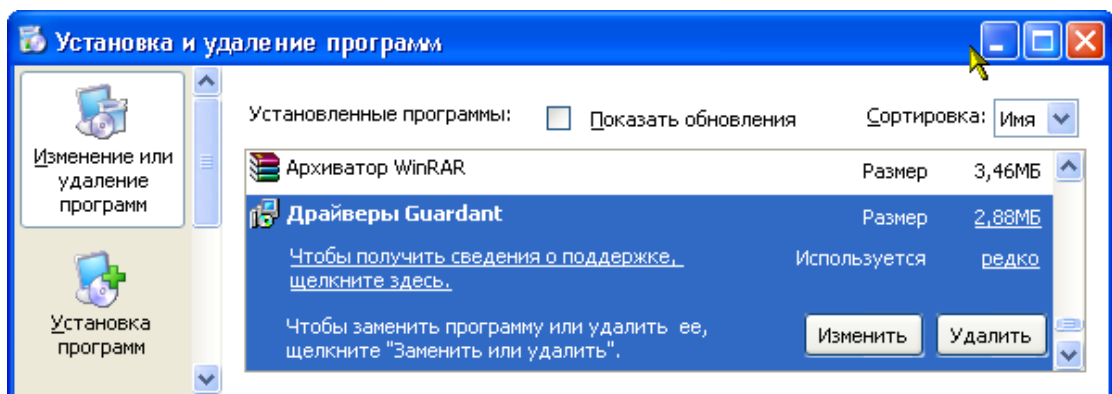 Установка и удаление программ
Изменение или
удаление
программ
Установка
программ
Установленные программы: Показать обновления Сортировка: Имя
Архиватор WinRAR Размер 3,46МБ
Драйверы Guardant Размер 2,88МБ
Чтобы получить сведения о поддержке, Используется редко
щелкните здесь.
Чтобы заменить программу или удалить ее,
щелкните "Заменить или удалить".
Изменить Удалить